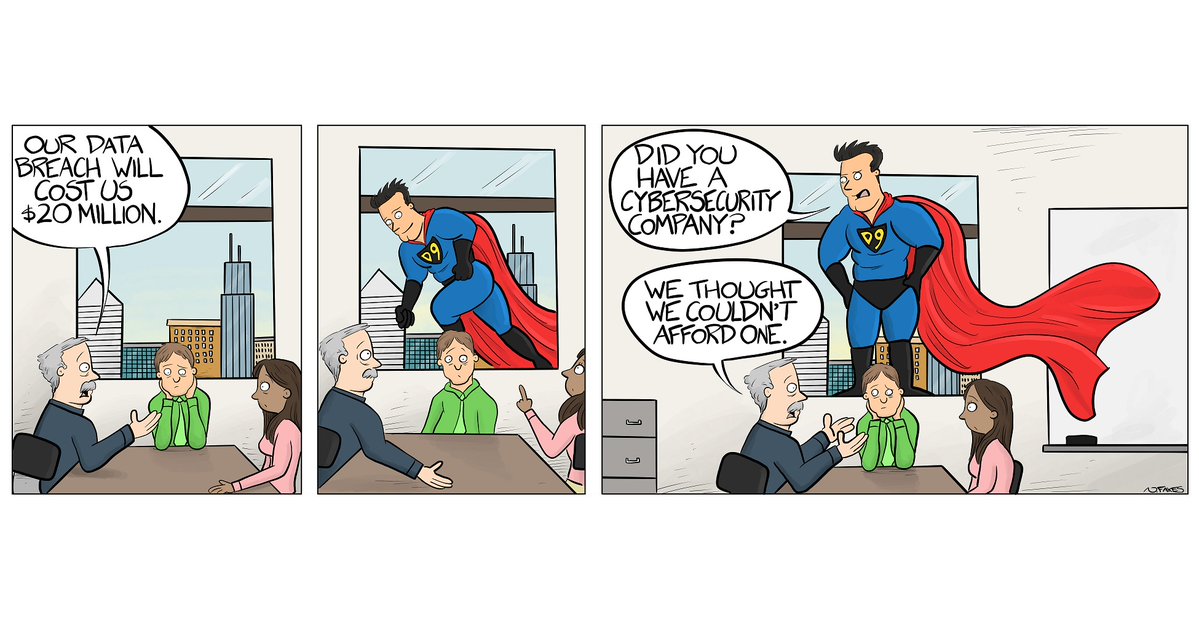 OUR DATA
BREACH WILL
COST US
$20 MILLION.
D9
DID YOU
HAVE A
CYBERSECURITY
COMPANY?
D9
WE THOUGHT
WE COULDN'T
AFFORD ONE.